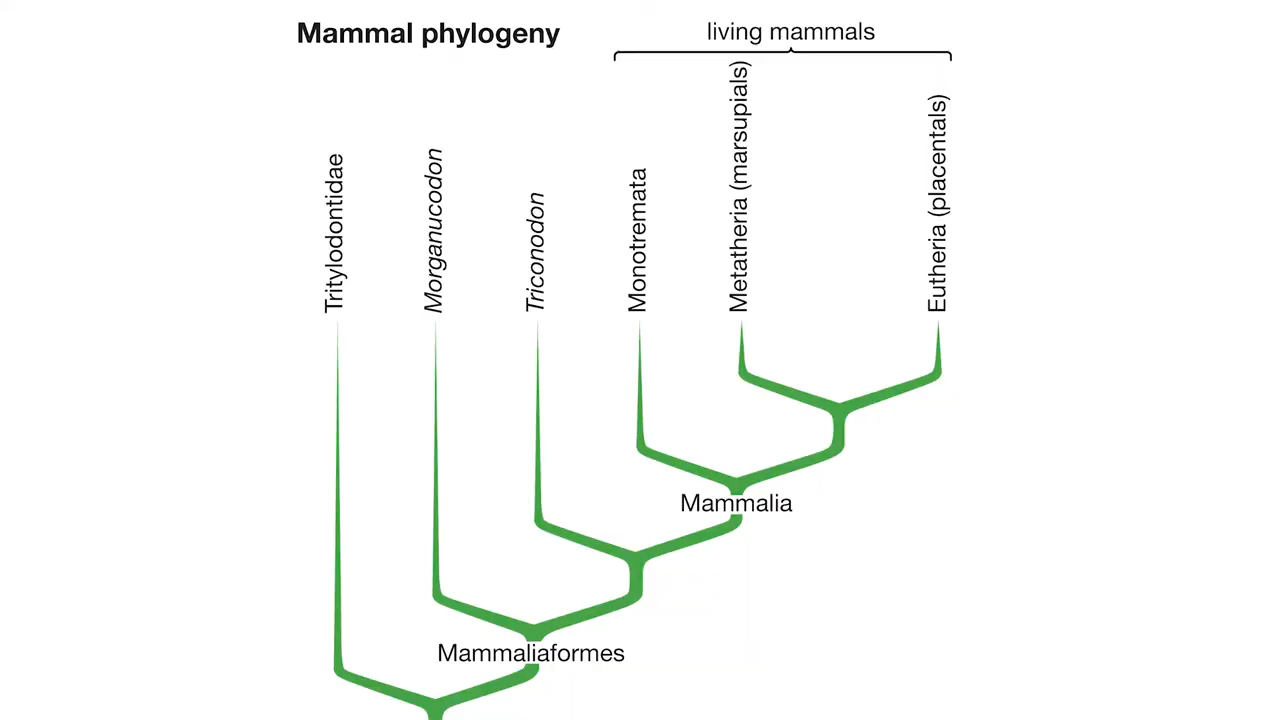 Mammal phylogeny
living mammals
Tritylodontidae
Morganucodon
Triconodon
Monotremata
Metatheria (marsupials)
Eutheria (placentals)
Mammalia
Mammaliaformes